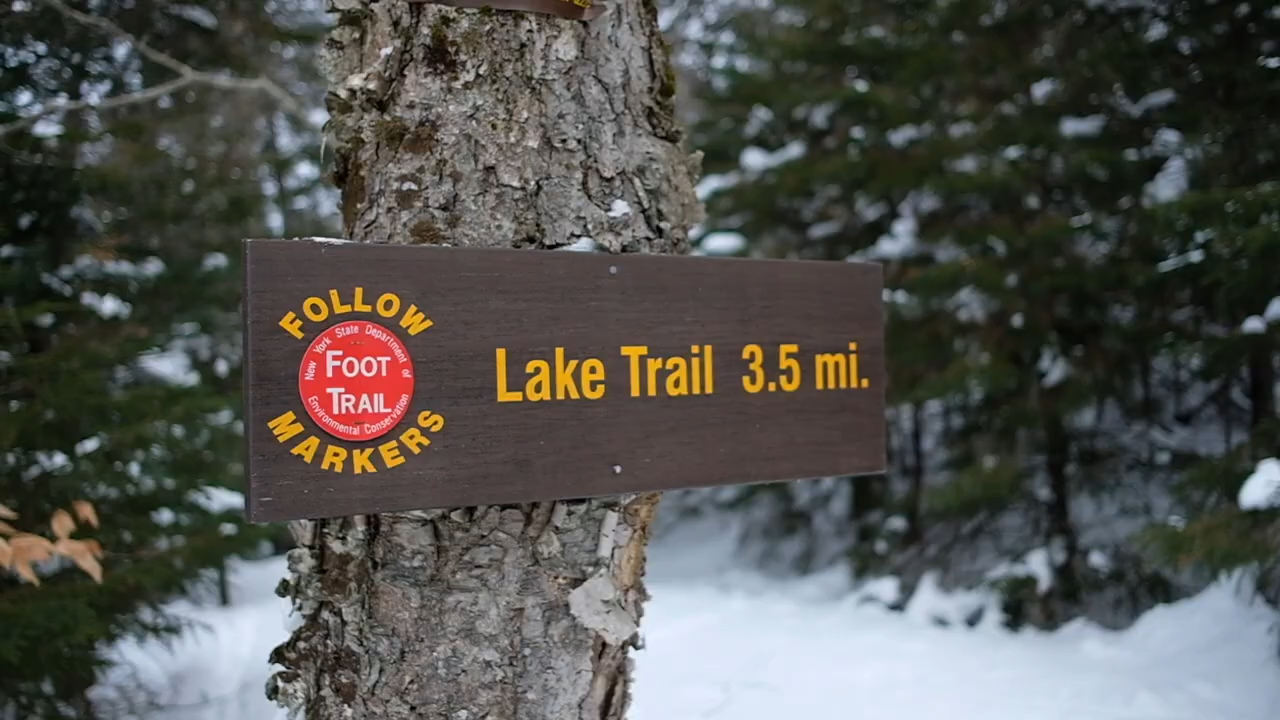 FOLLOW
New York State Department of
FOOT
TRAIL
Environmental Conservation
MARKERS
Lake Trail 3.5 mi.